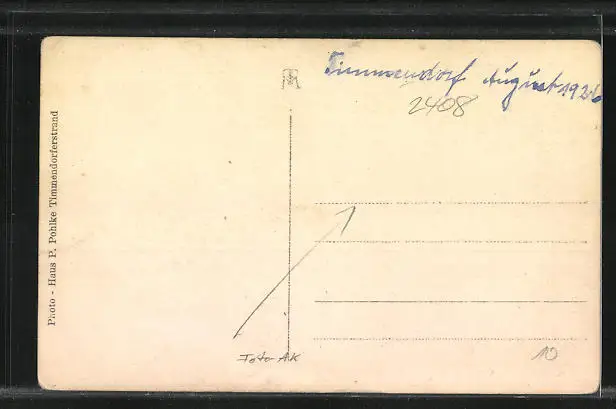 Timmendorf August 1926
2408
Photo - Haus P. Pohlke Timmendorferstrand
Foto AK
10